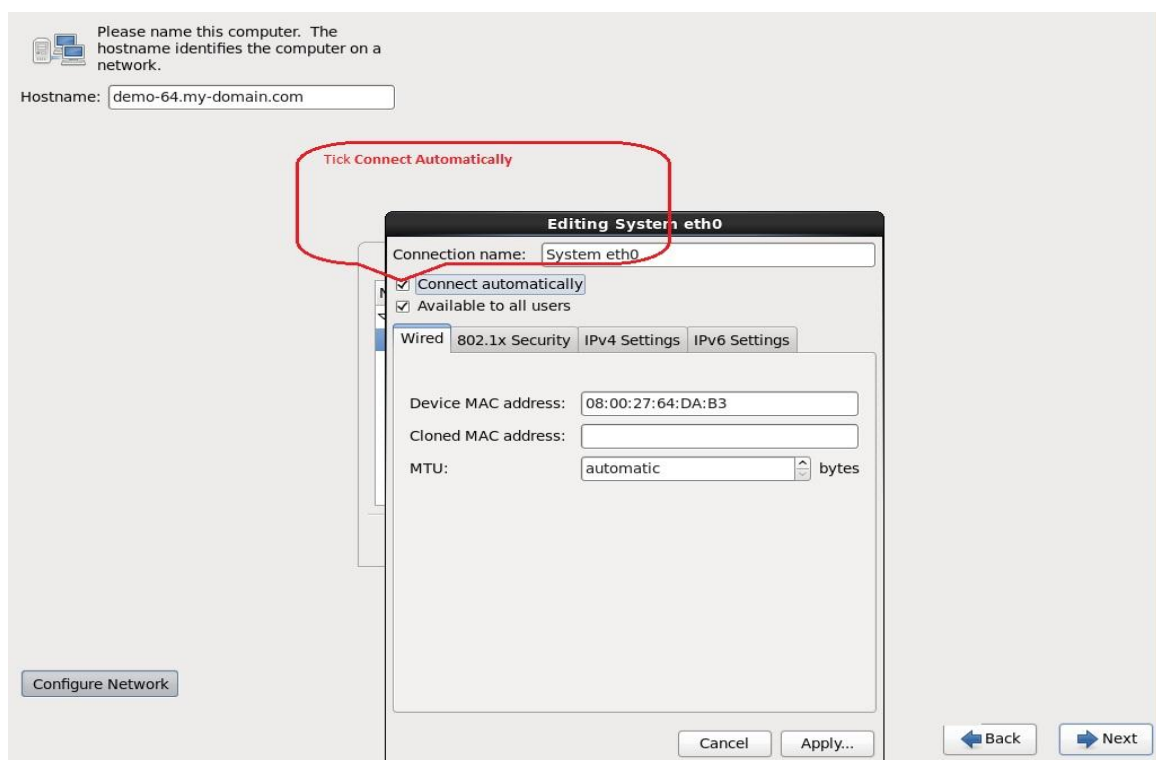 Please name this computer. The
hostname identifies the computer on a
network.
Hostname: demo-64.my-domain.com
Tick Connect Automatically
Editing System eth0
Connection name: System eth0
Connect automatically
Available to all users
Wired 802.1x Security IPv4 Settings IPv6 Settings
Device MAC address: 08:00:27:64:DA:B3
Cloned MAC address:
MTU: automatic bytes
Configure Network
Cancel Apply...
Back Next